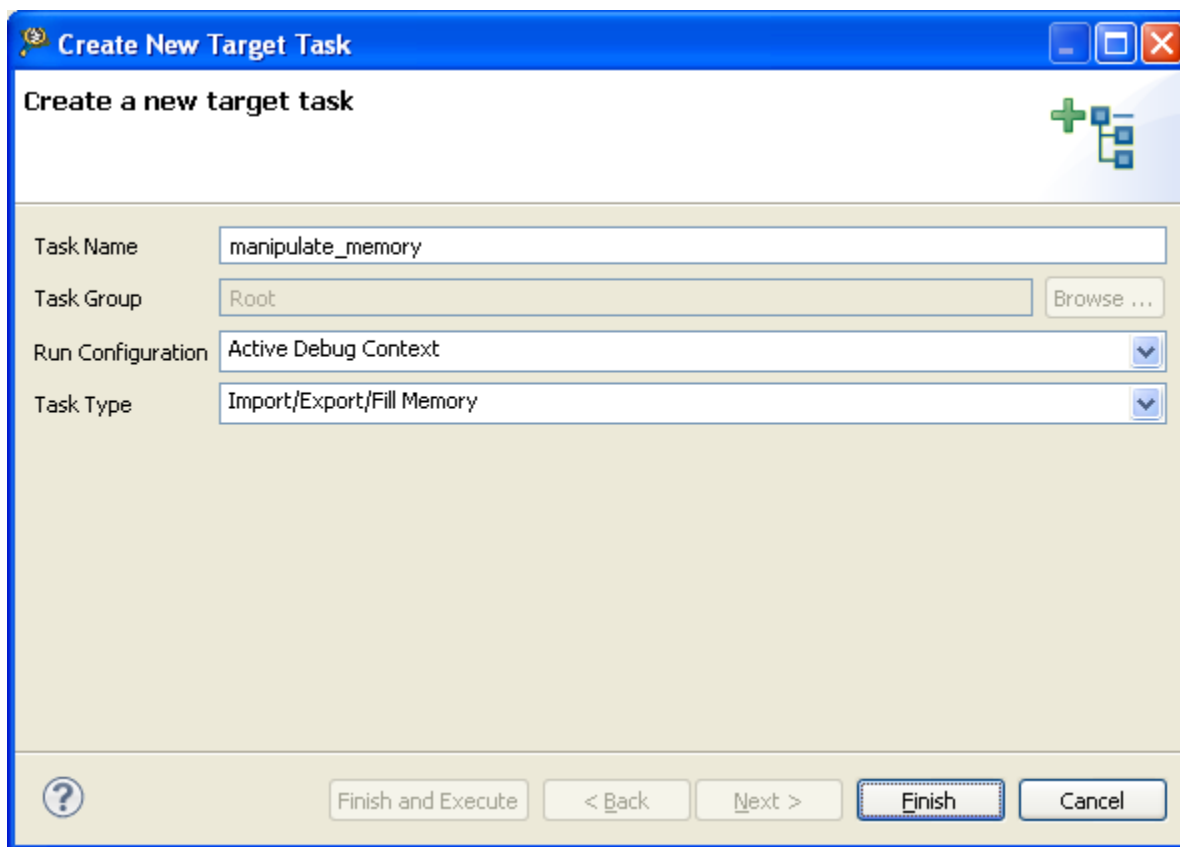 Create New Target Task
Create a new target task
Task Name manipulate_memory
Task Group Root Browse ...
Run Configuration Active Debug Context
Task Type Import/Export/Fill Memory
? Finish and Execute < Back Next > Finish Cancel